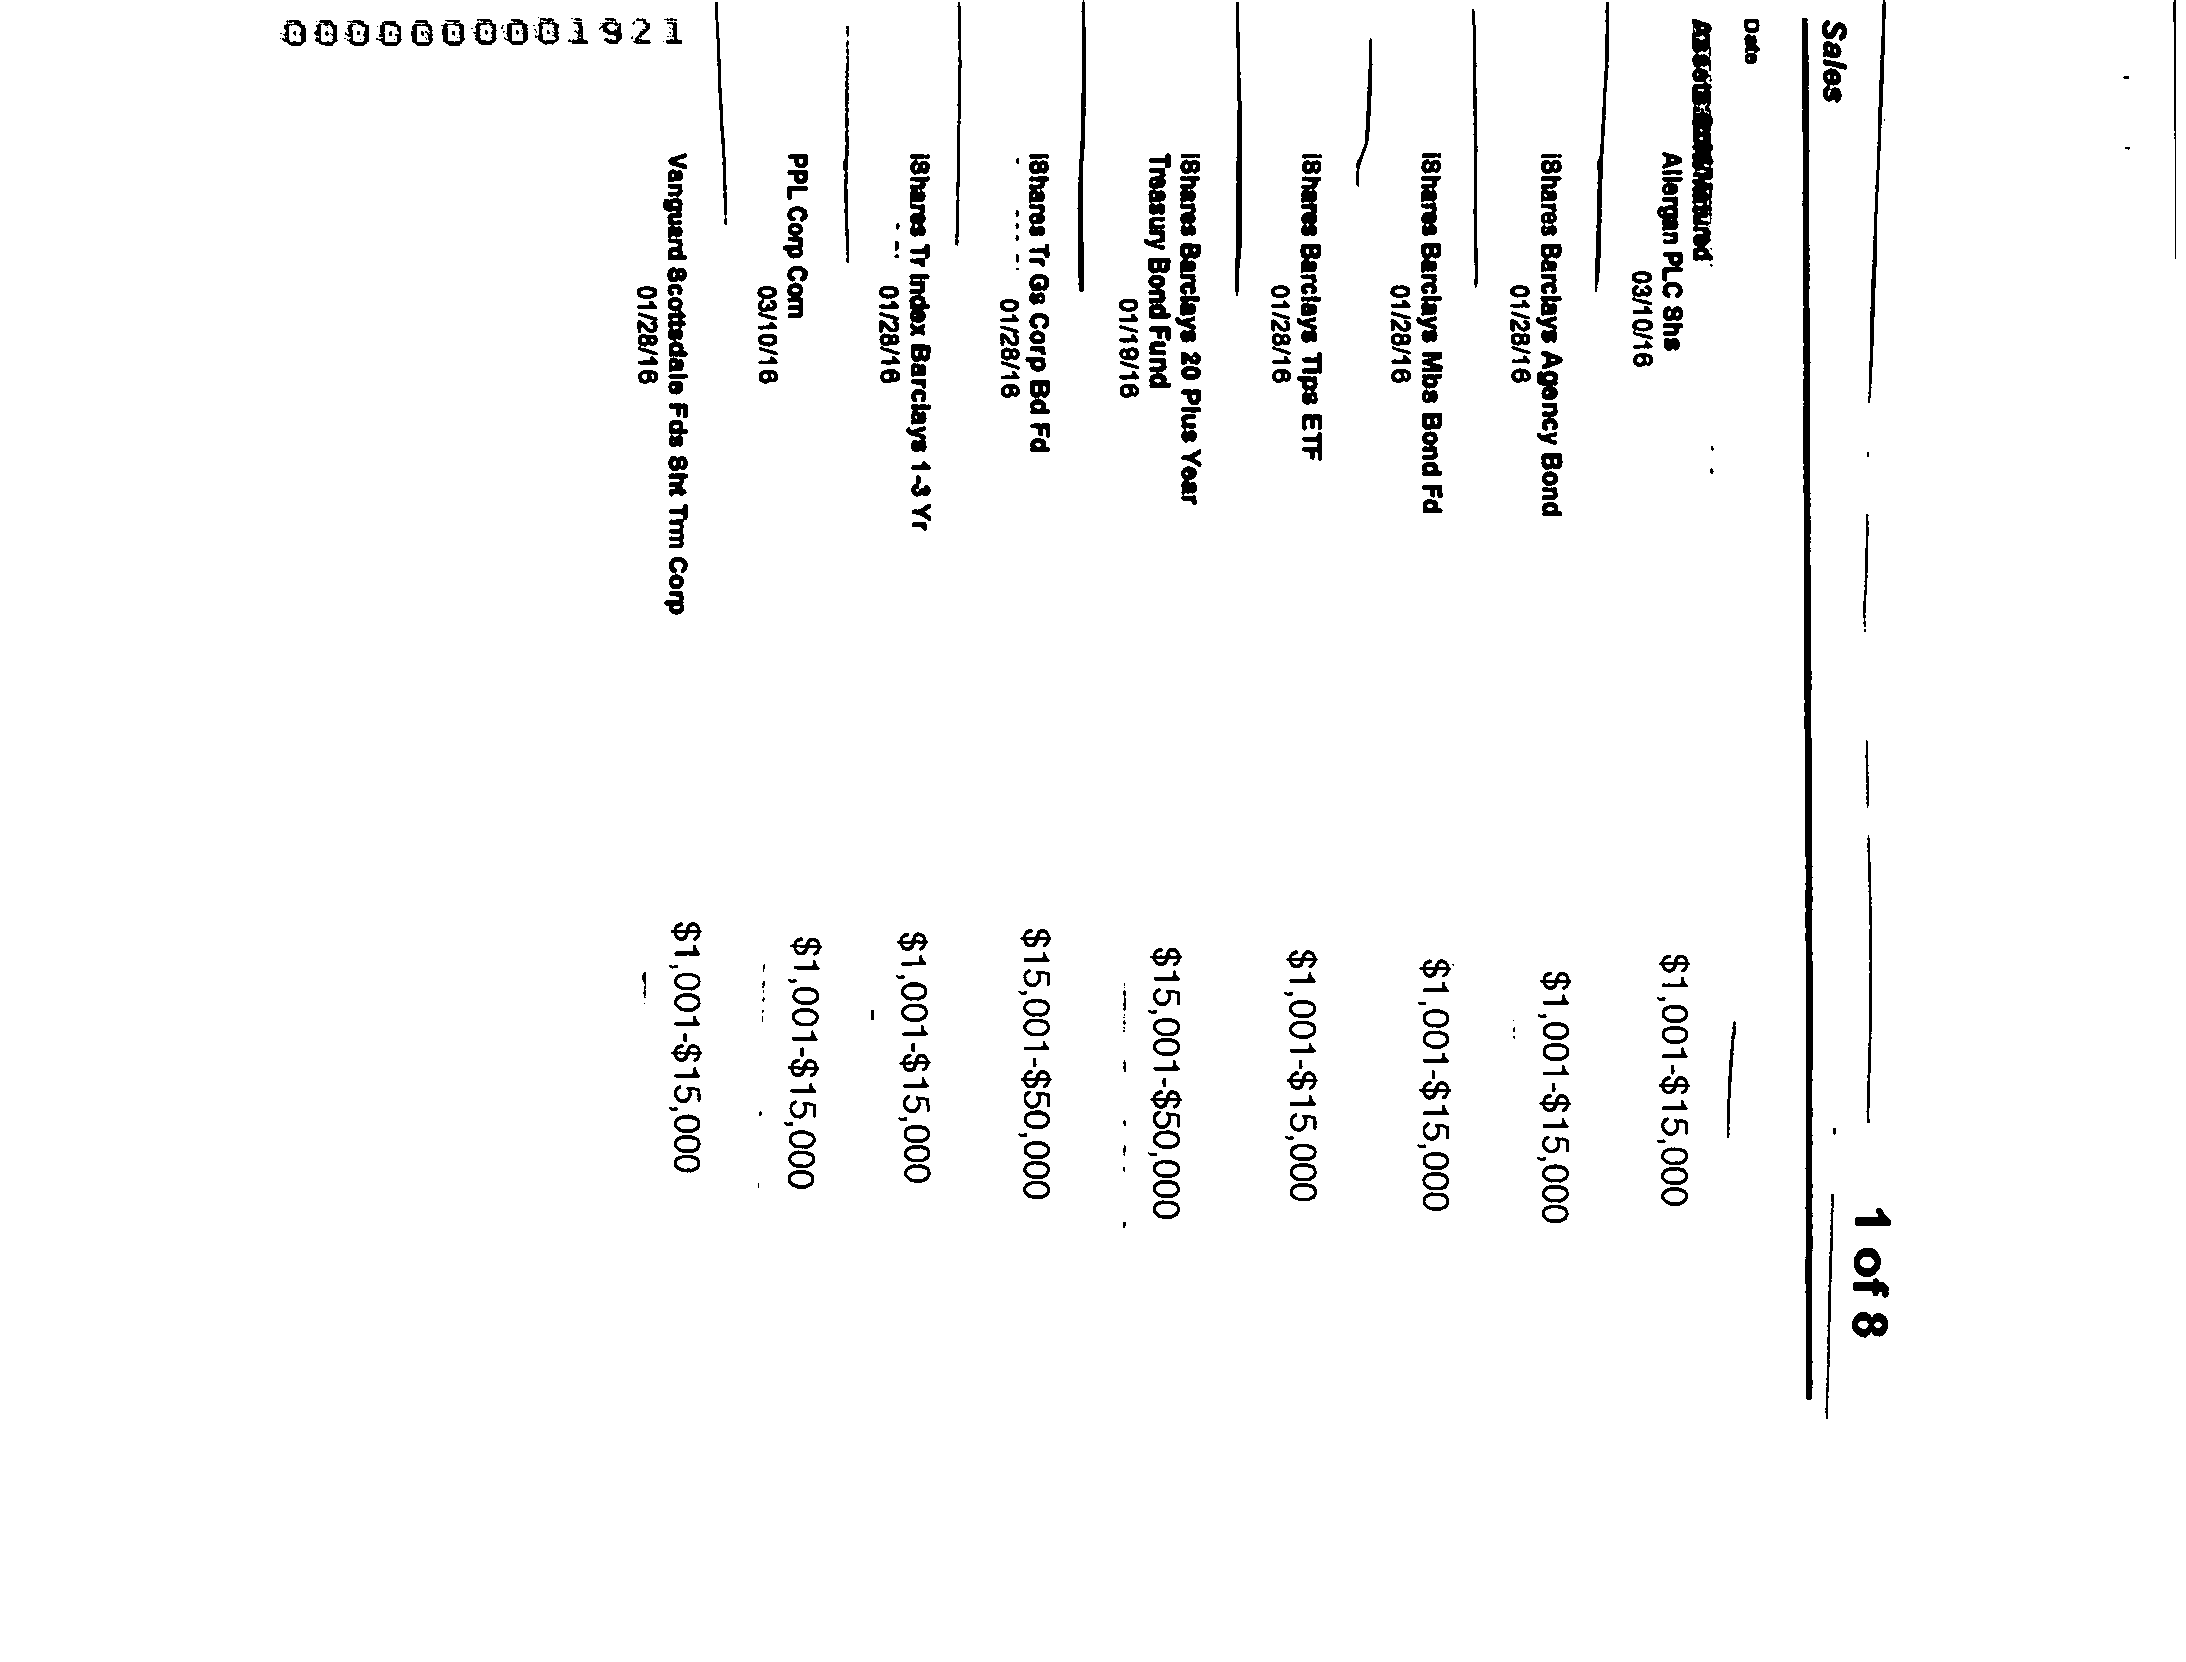 1 of 8
Sales
Date
Allergan PLC Shs
03/10/16
$1,001-$15,000
iShares Barclays Agency Bond
01/28/16
$1,001-$15,000
iShares Barclays Mbs Bond Fd
01/28/16
$1,001-$15,000
iShares Barclays Tips ETF
01/28/16
$1,001-$15,000
iShares Barclays 20 Plus Year
Treasury Bond Fund
01/19/16
$15,001-$50,000
iShares Tr Gs Corp Bd Fd
01/28/16
$15,001-$50,000
iShares Tr Index Barclays 1-3 Yr
01/28/16
$1,001-$15,000
PPL Corp Com
03/10/16
$1,001-$15,000
Vanguard Scottsdale Fds Sht Trm Corp
01/28/16
$1,001-$15,000
0000000001921